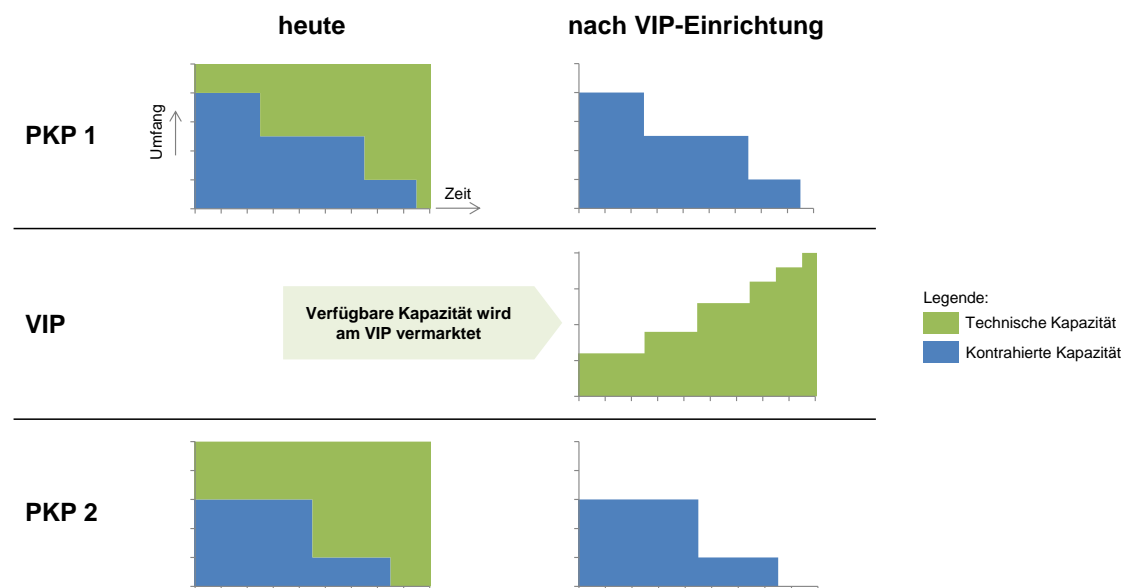 heute
nach VIP-Einrichtung
PKP 1
Umfang
Zeit
VIP
Verfügbare Kapazität wird
am VIP vermarktet
Legende:
Technische Kapazität
Kontrahierte Kapazität
PKP 2